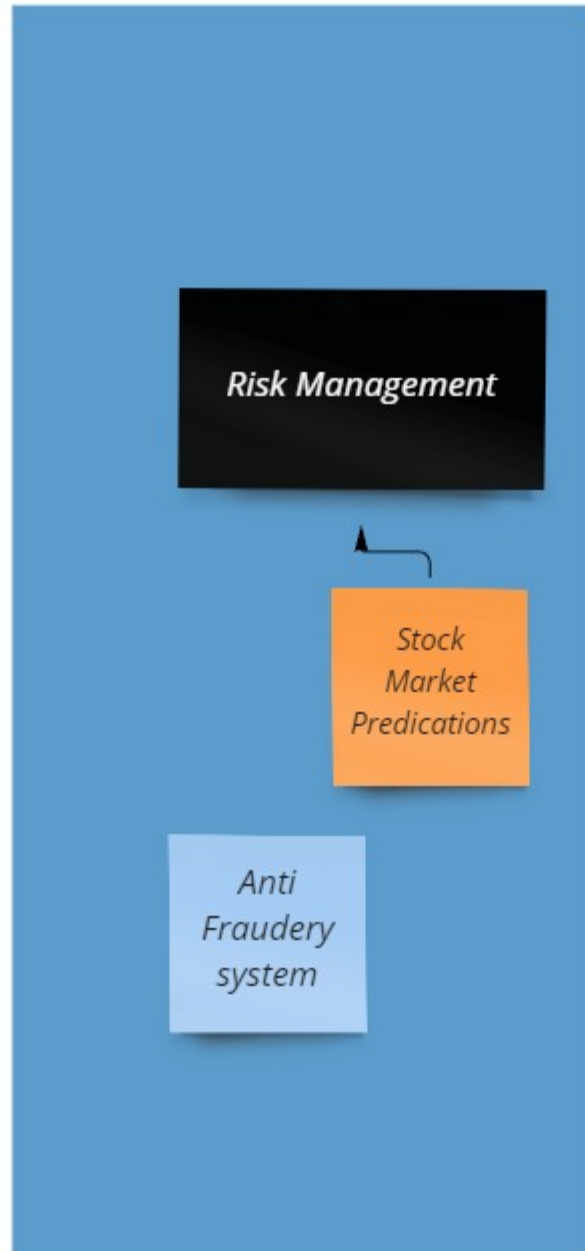 Risk Management
Stock
Market
Predications
Anti
Fraudery
system